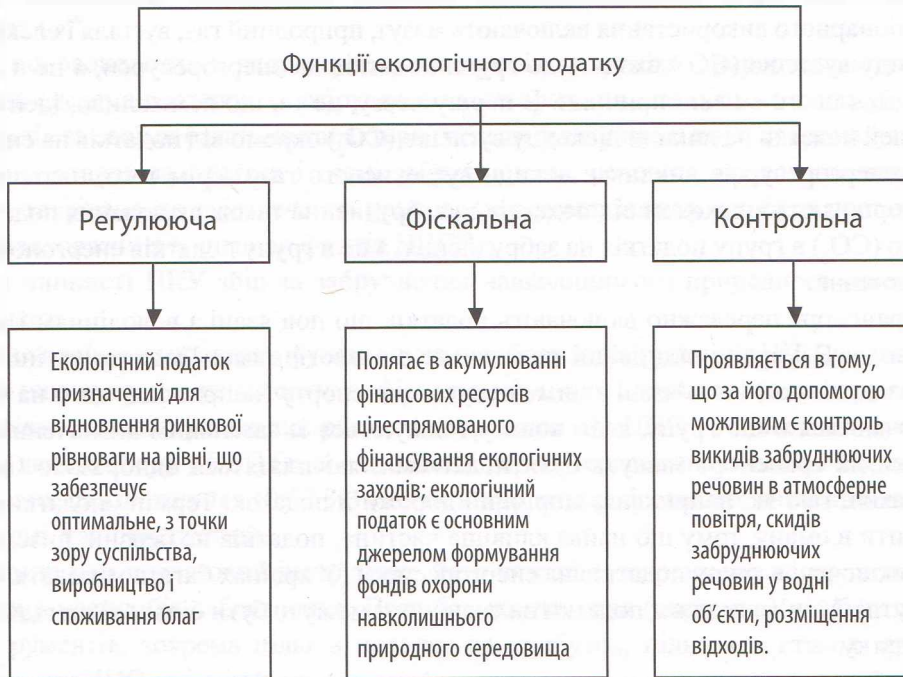 Функції екологічного податку
Регулююча
Фіскальна
Контрольна
Екологічний податок
призначений для
відновлення ринкової
рівноваги на рівні, що
забезпечує
оптимальне, з точки
зору суспільства,
виробництво і
споживання благ
Полягає в акумулюванні
фінансових ресурсів
цілеспрямованого
фінансування екологічних
заходів: екологічний
податок є основним
джерелом формування
фондів охорони
навколишнього
природного середовища
Проявляється в тому,
що за його допомогою
можливим є контроль
викидів забруднюючих
речовин в атмосферне
повітря, скидів
забруднюючих
речовин у водні
об’єкти, розміщення
відходів.